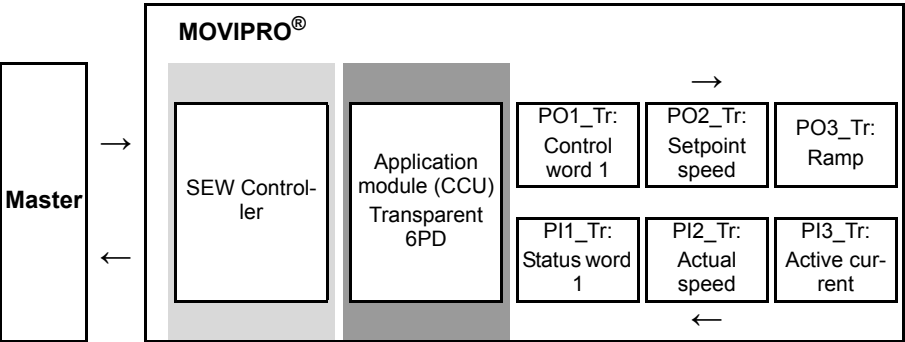 MOVIPRO®
Master
→
←
SEW Control-
ler
Application
module (CCU)
Transparent
6PD
→
PO1_Tr:
Control
word 1
PO2_Tr:
Setpoint
speed
PO3_Tr:
Ramp
PI1_Tr:
Status word
1
PI2_Tr:
Actual
speed
PI3_Tr:
Active cur-
rent
←